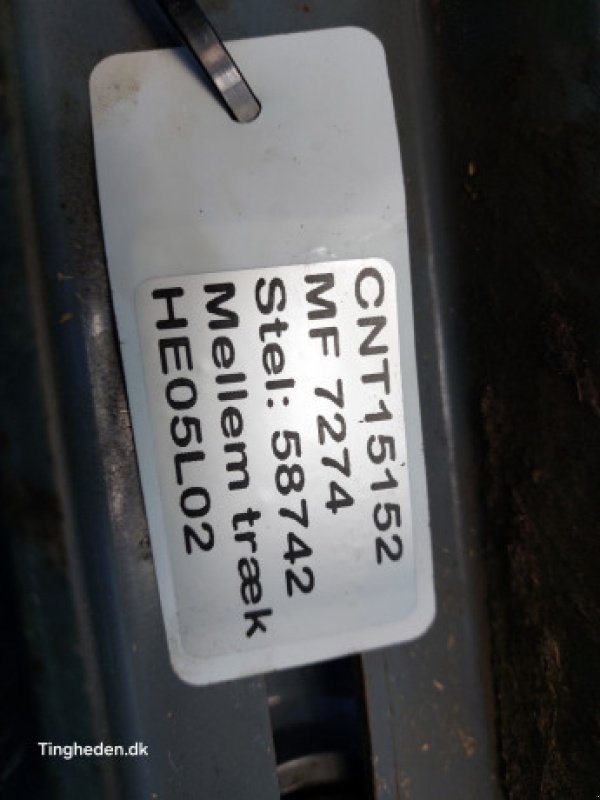 CNT15152
MF 7274
Stel: 58742
Mellem træk
HE05L02
Tingheden.dk